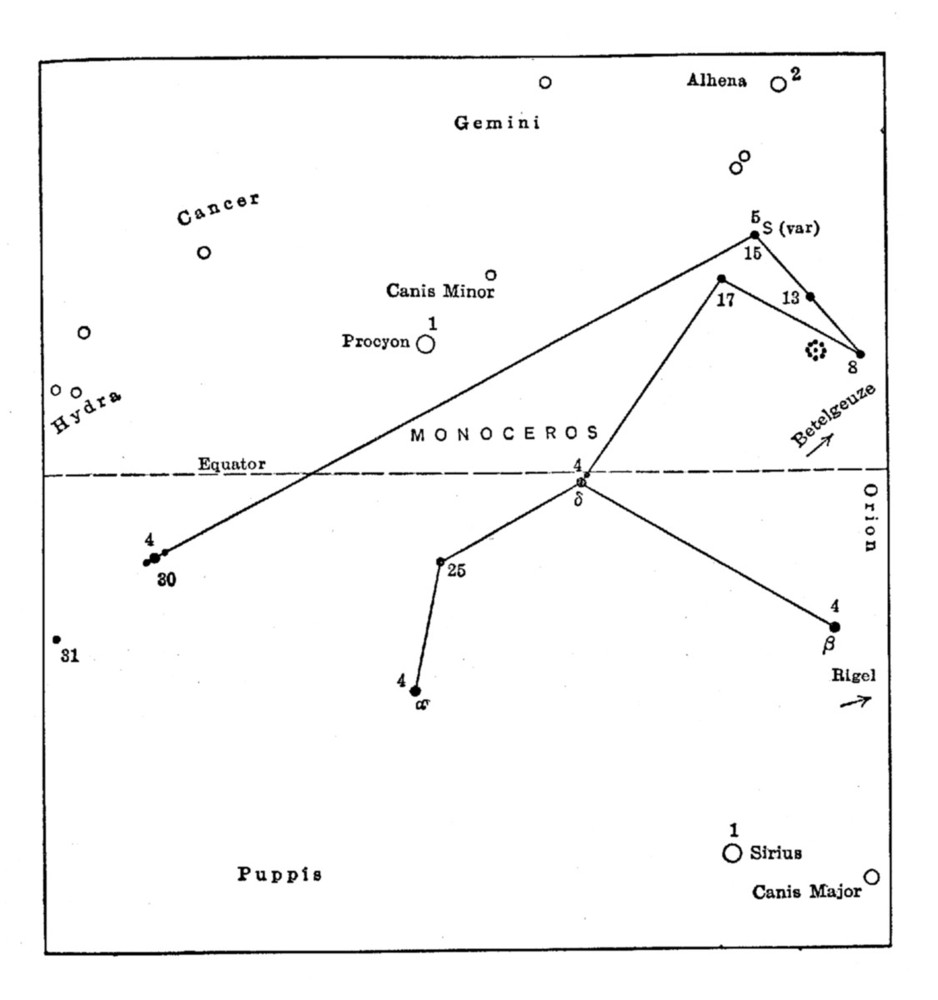 Alhena 2
Gemini
Cancer
5
S (var)
15
Canis Minor
17
13
1
Procyon
8
Hydra
Betelgeuze
MONOCEROS
Equator
4
δ
Orion
4
30
25
4
β
31
4
α
Rigel
1
Sirius
Puppis
Canis Major